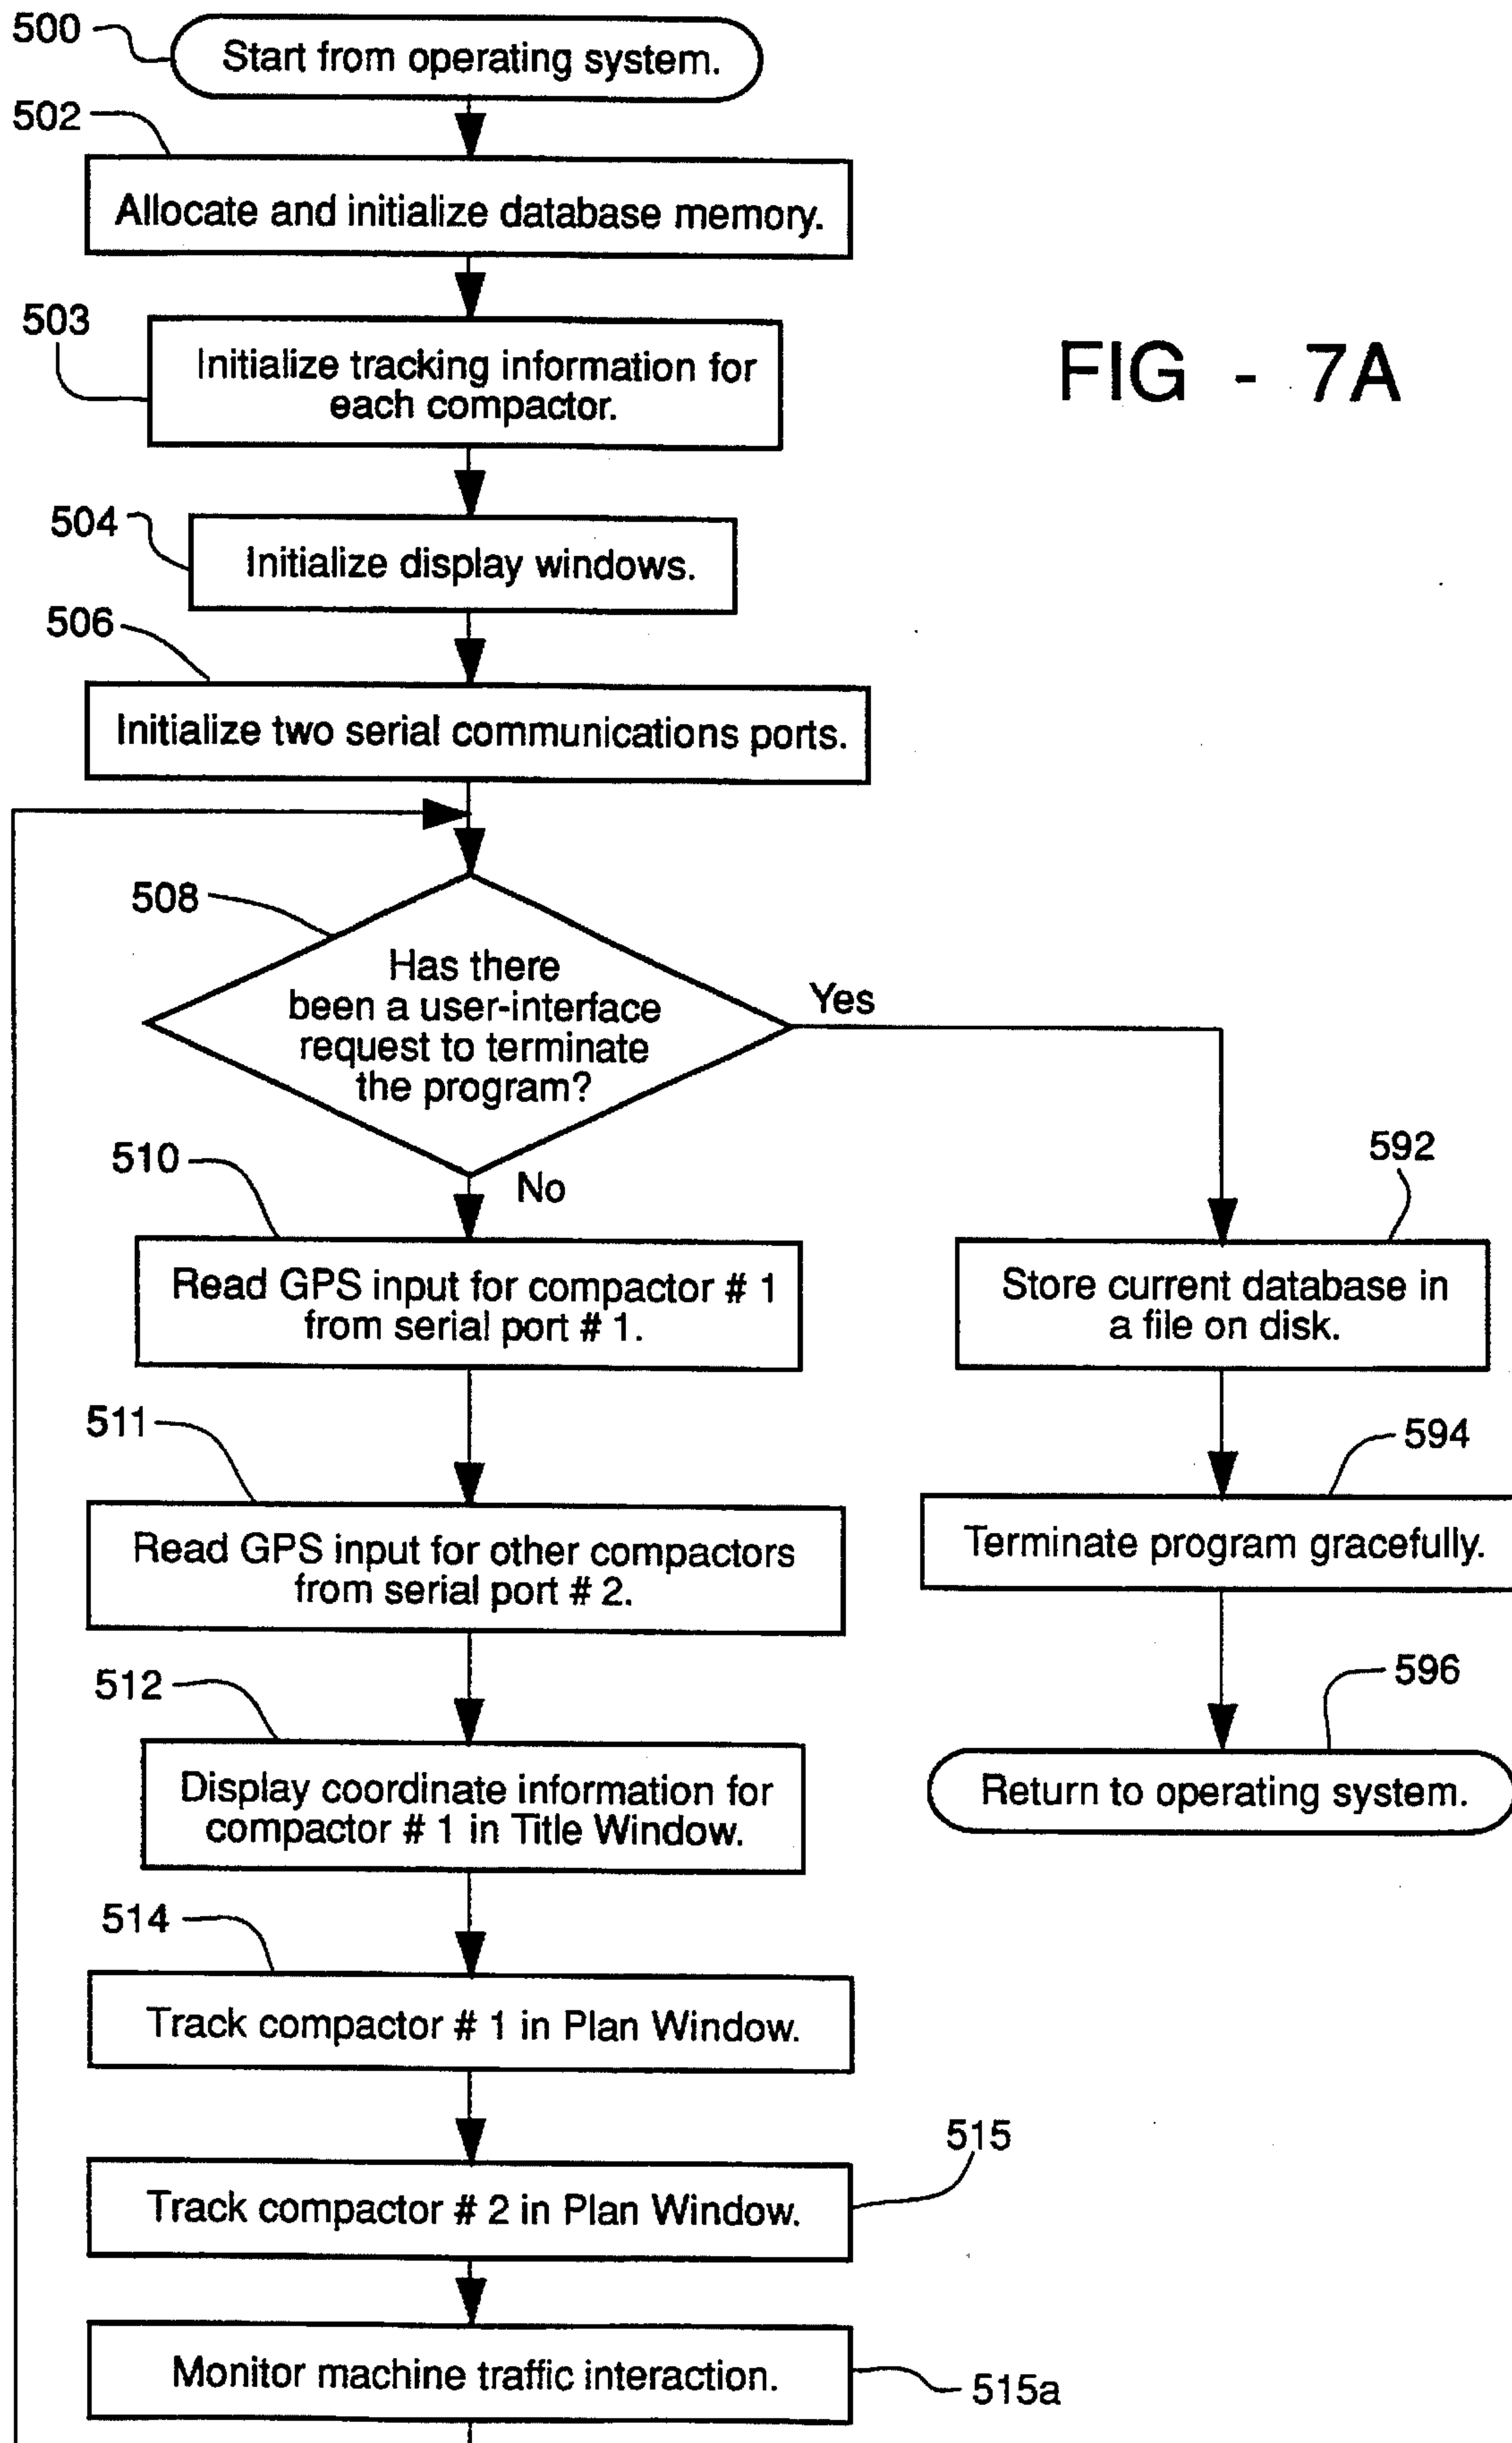 500
Start from operating system.
502
Allocate and initialize database memory.
503
Initialize tracking information for
each compactor.
FIG - 7A
504
Initialize display windows.
506
Initialize two serial communications ports.
508
Has there
been a user-interface
request to terminate
the program?
Yes
No
510
Read GPS input for compactor # 1
from serial port # 1.
592
Store current database in
a file on disk.
511
Read GPS input for other compactors
from serial port # 2.
594
Terminate program gracefully.
512
Display coordinate information for
compactor # 1 in Title Window.
596
Return to operating system.
514
Track compactor # 1 in Plan Window.
515
Track compactor # 2 in Plan Window.
Monitor machine traffic interaction.
515a